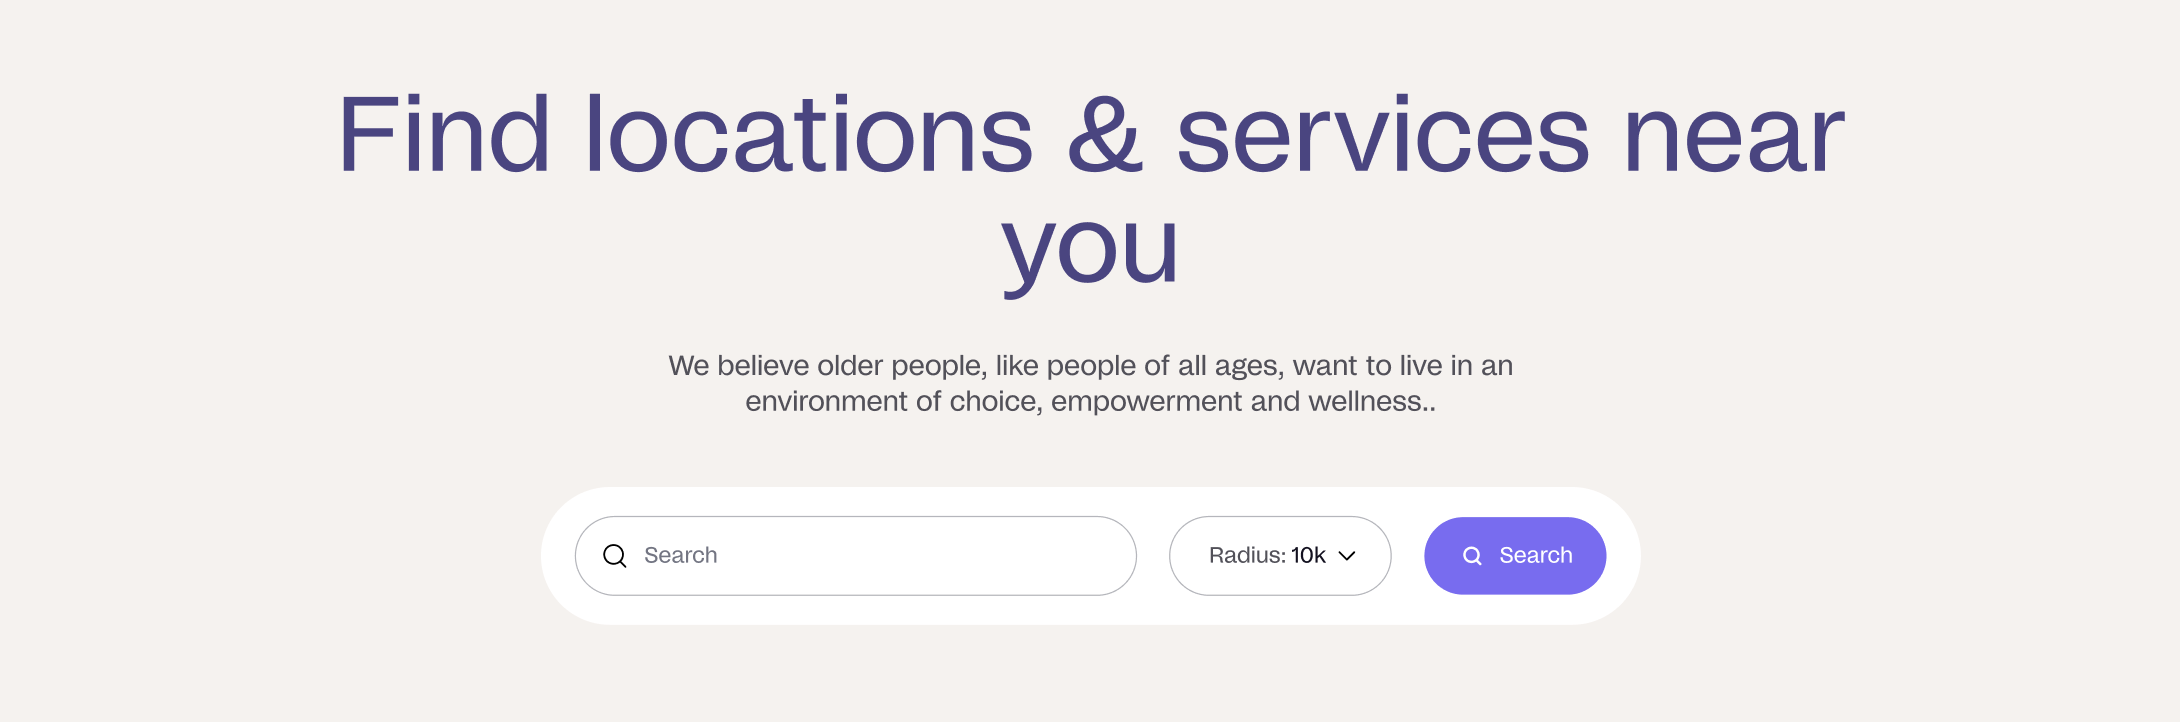 Find locations & services near
you
We believe older people, like people of all ages, want to live in an
environment of choice, empowerment and wellness..
Search
Radius: 10k
Search